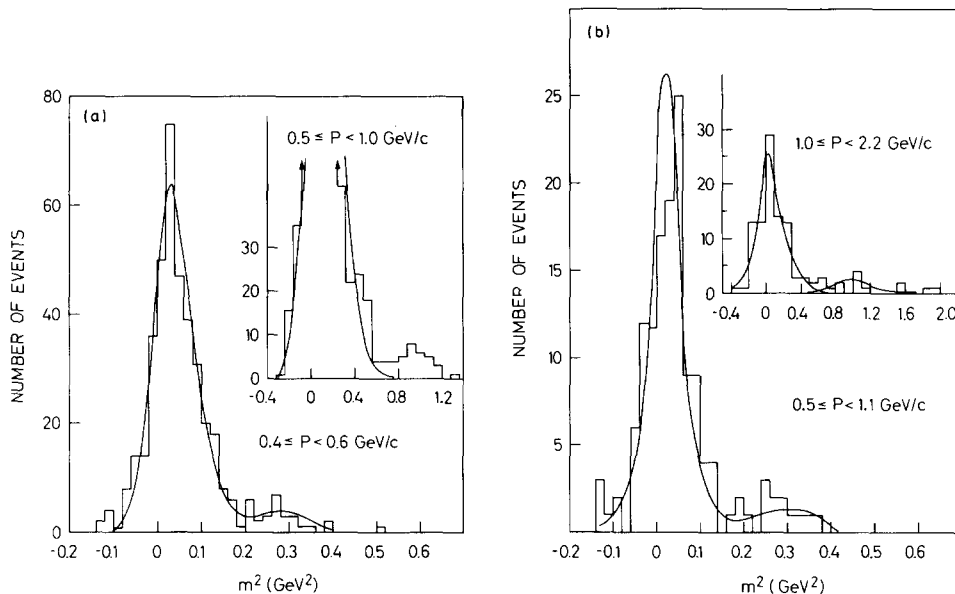 (a)
80
60
40
20
0
NUMBER OF EVENTS
-0.2 -0.1 0 0.1 0.2 0.3 0.4 0.5 0.6
m² (GeV²)
0.4 ≤ P < 0.6 GeV/c
0.5 ≤ P < 1.0 GeV/c
30
20
10
0
-0.4 0 0.4 0.8 1.2
(b)
25
20
15
10
5
NUMBER OF EVENTS
-0.2 -0.1 0 0.1 0.2 0.3 0.4 0.5 0.6
m² (GeV²)
0.5 ≤ P < 1.1 GeV/c
1.0 ≤ P < 2.2 GeV/c
30
20
10
0
-0.4 0 0.4 0.8 1.2 1.6 2.0